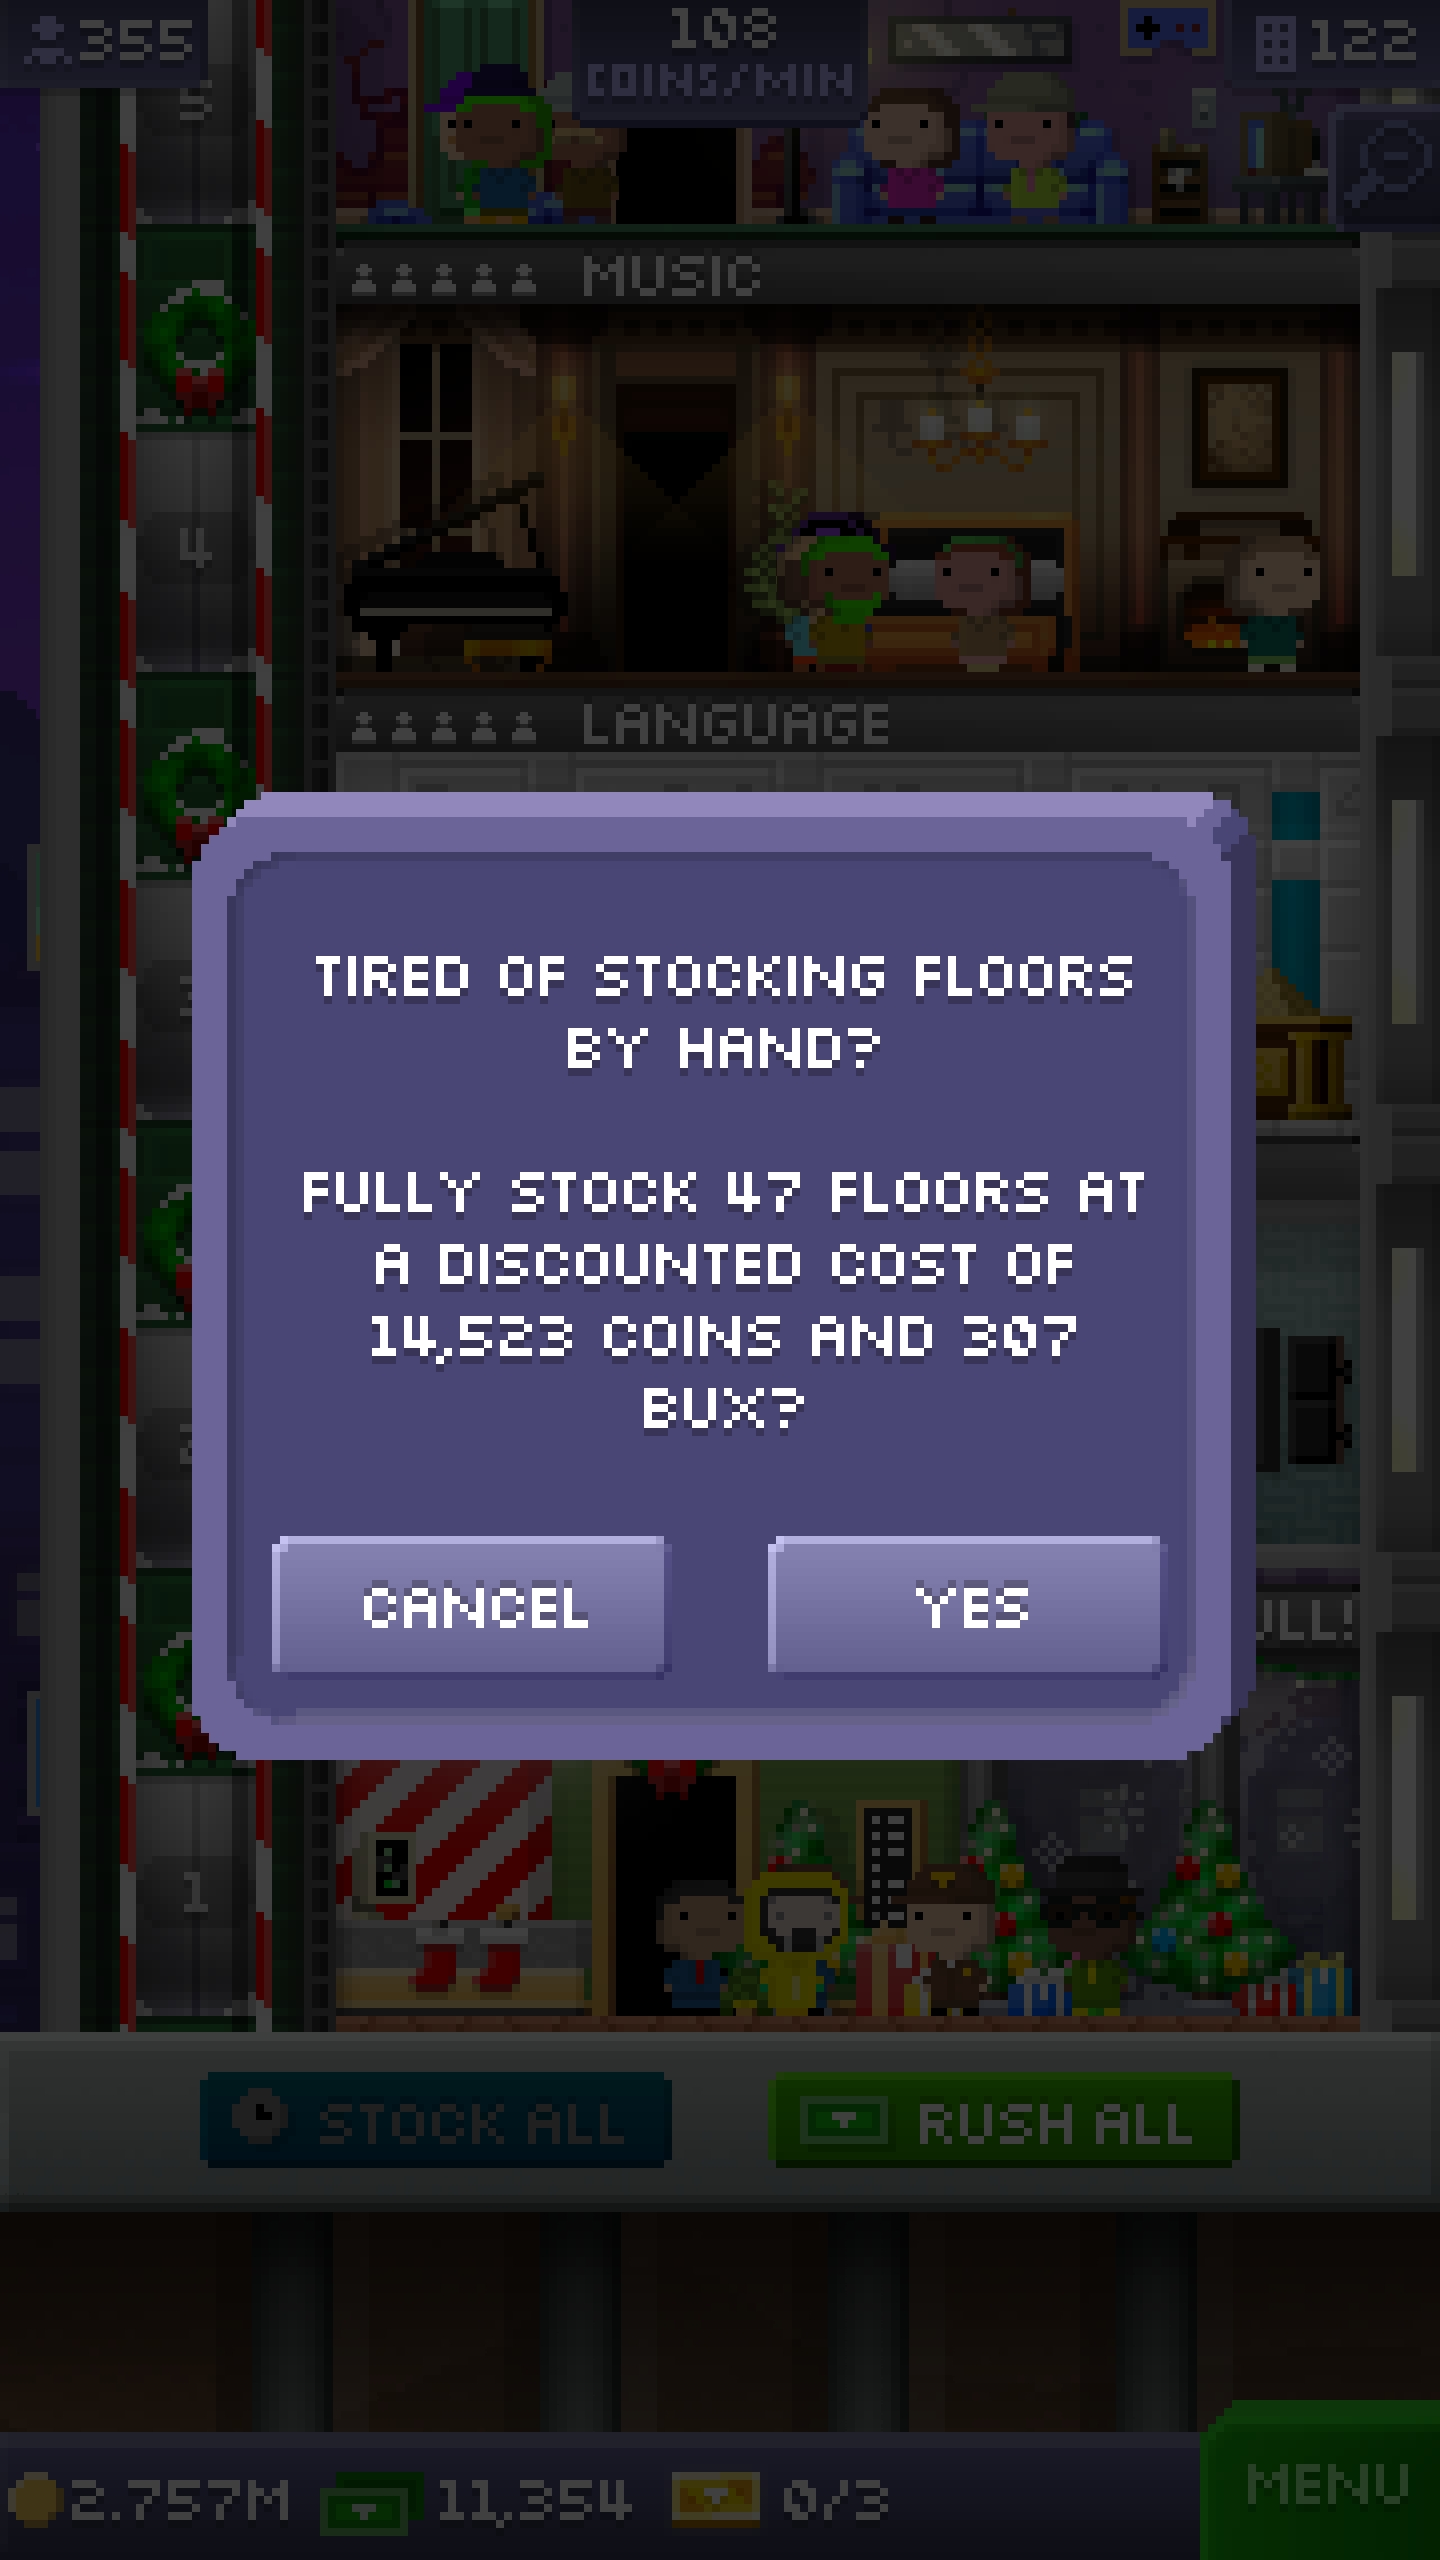 355
108
COINS/MIN
122
5
MUSIC
4
LANGUAGE
TIRED OF STOCKING FLOORS
BY HAND?
FULLY STOCK 47 FLOORS AT
A DISCOUNTED COST OF
14,523 COINS AND 307
BUX?
CANCEL
YES
1
STOCK ALL
RUSH ALL
2.757M
11,354
0/3
MENU